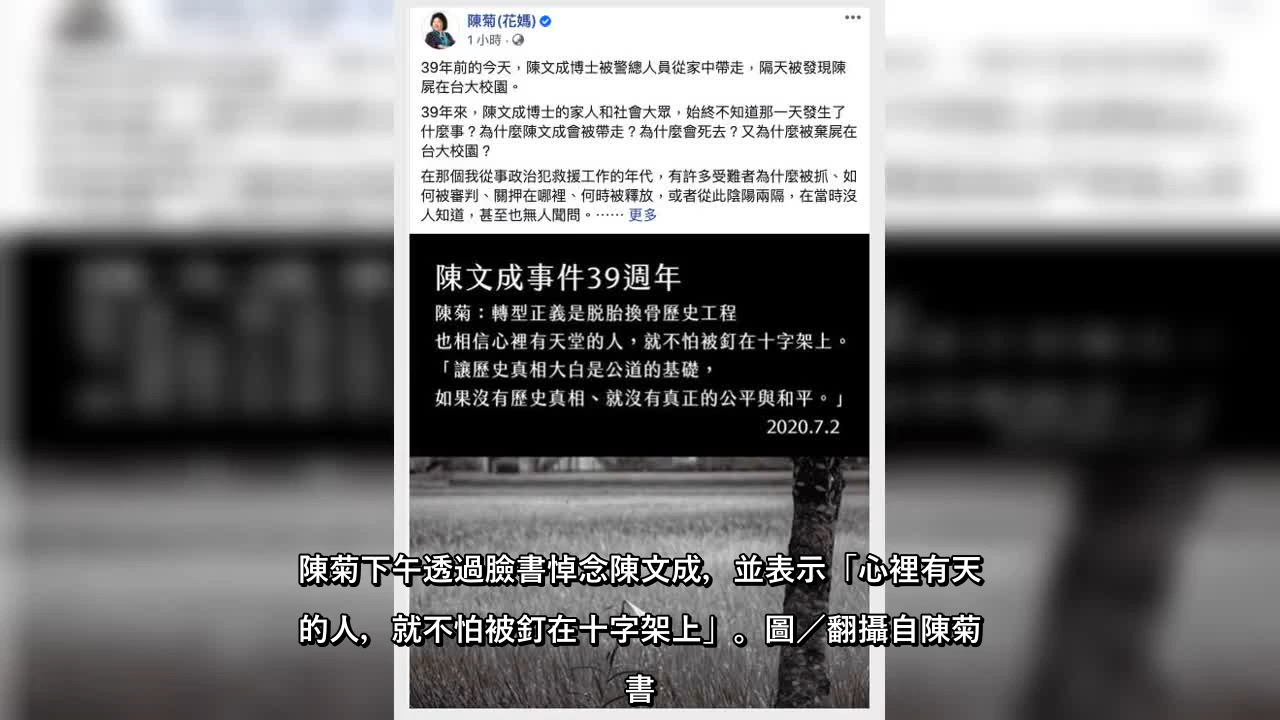 陳菊(花媽)
1 小時 ·
39年前的今天，陳文成博士被警總人員從家中帶走，隔天被發現陳
屍在台大校園。
39年來，陳文成博士的家人和社會大眾，始終不知道那一天發生了
什麼事？為什麼陳文成會被帶走？為什麼會死去？又為什麼被棄屍在
台大校園？
在那個我從事政治犯救援工作的年代，有許多受難者為什麼被抓、如
何被審判、關押在哪裡、何時被釋放，或者從此陰陽兩隔，在當時沒
人知道，甚至也無人聞問。⋯⋯ 更多
陳文成事件39週年
陳菊：轉型正義是脱胎換骨歷史工程
也相信心裡有天堂的人，就不怕被釘在十字架上。
「讓歷史真相大白是公道的基礎，
如果沒有歷史真相、就沒有真正的公平與和平。」
2020.7.2
陳菊下午透過臉書悼念陳文成，並表示「心裡有天
的人，就不怕被釘在十字架上」。圖／翻攝自陳菊
書